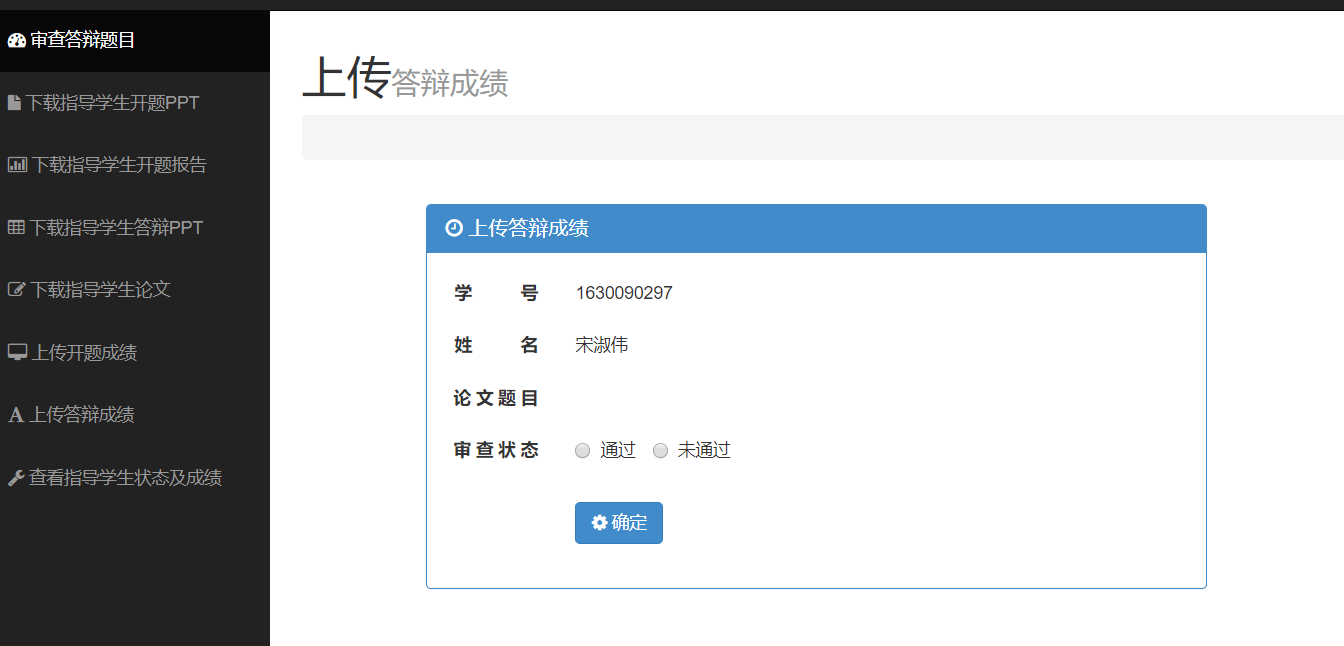 审查答辩题目
下载指导学生开题PPT
下载指导学生开题报告
下载指导学生答辩PPT
下载指导学生论文
上传开题成绩
上传答辩成绩
查看指导学生状态及成绩
上传答辩成绩
上传答辩成绩
学 号 1630090297
姓 名 宋淑伟
论文题目
审查状态 通过 未通过
确定